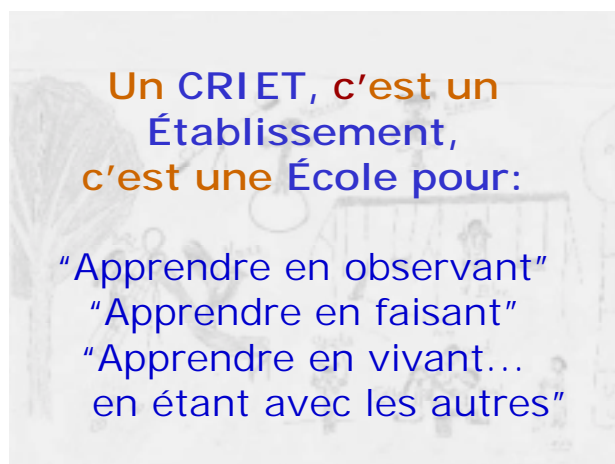 Un CRIET, c'est un
Établissement,
c'est une École pour:
"Apprendre en observant"
"Apprendre en faisant"
"Apprendre en vivant...
en étant avec les autres"